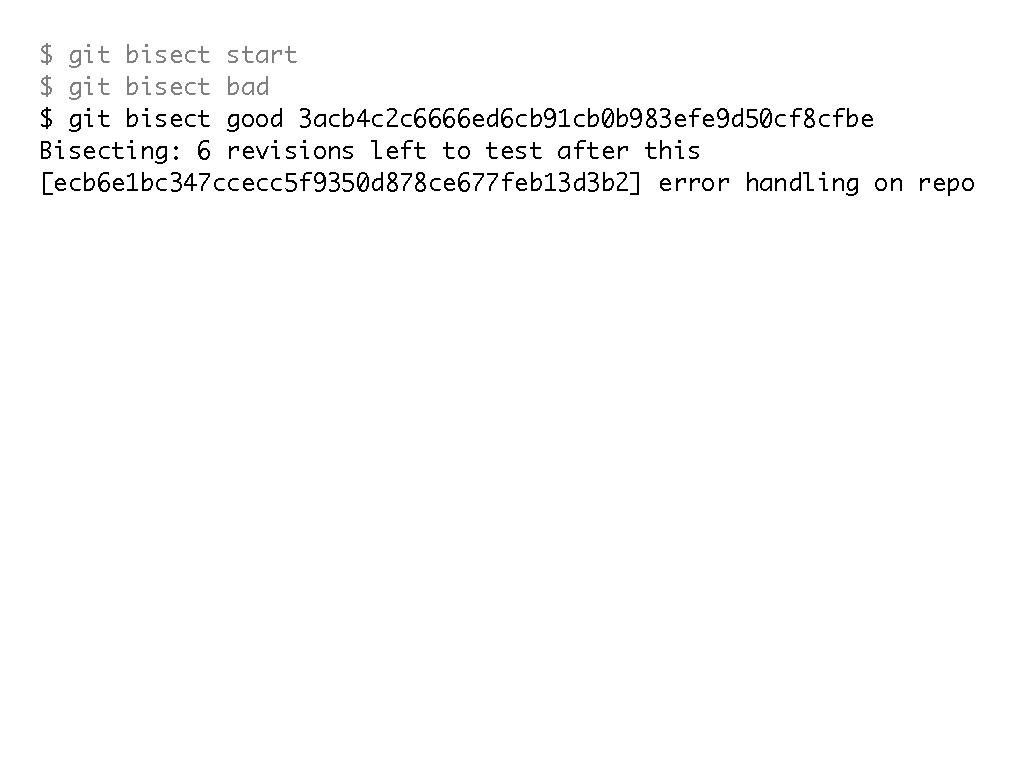 $ git bisect start
$ git bisect bad
$ git bisect good 3acb4c2c6666ed6cb91cb0b983efe9d50cf8cfbe
Bisecting: 6 revisions left to test after this
[ecb6e1bc347ccecc5f9350d878ce677feb13d3b2] error handling on repo